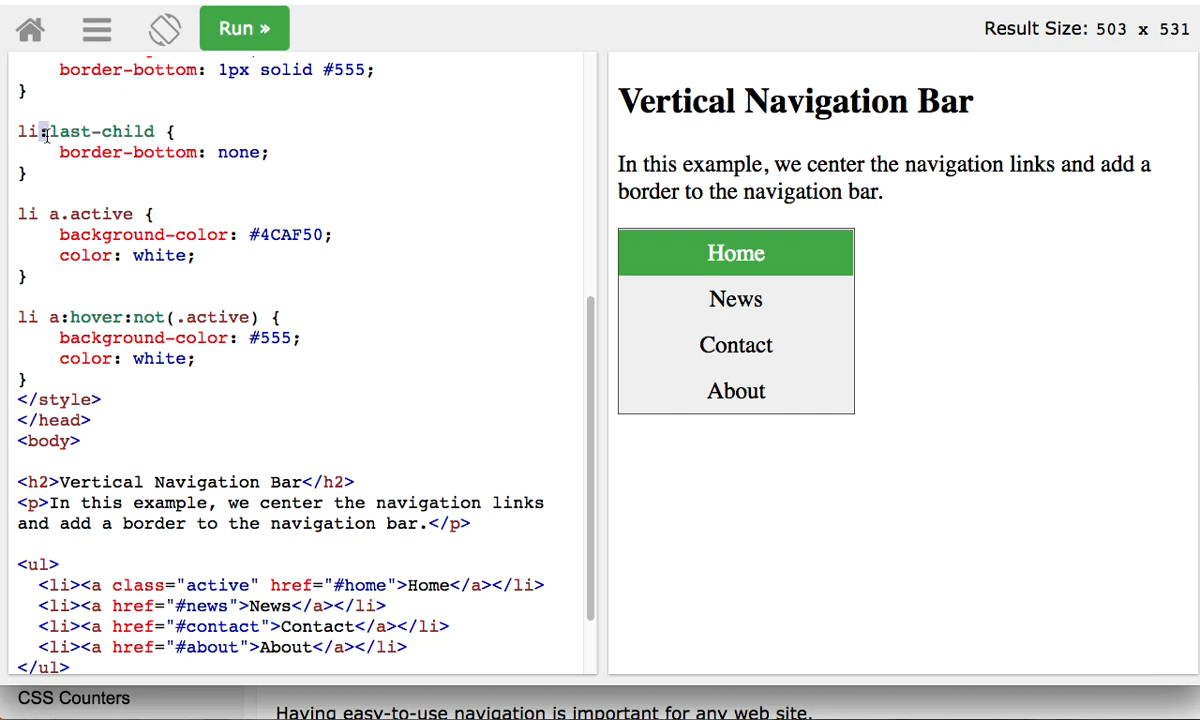 Run »
Result Size: 503 x 531
border-bottom: 1px solid #555;
}
li:last-child {
border-bottom: none;
}
li a.active {
background-color: #4CAF50;
color: white;
}
li a:hover:not(.active) {
background-color: #555;
color: white;
}
</style>
</head>
<body>
<h2>Vertical Navigation Bar</h2>
<p>In this example, we center the navigation links
and add a border to the navigation bar.</p>
<ul>
<li><a class="active" href="#home">Home</a></li>
<li><a href="#news">News</a></li>
<li><a href="#contact">Contact</a></li>
<li><a href="#about">About</a></li>
</ul>
Vertical Navigation Bar
In this example, we center the navigation links and add a
border to the navigation bar.
Home
News
Contact
About
CSS Counters
Having easy-to-use navigation is important for any web site.